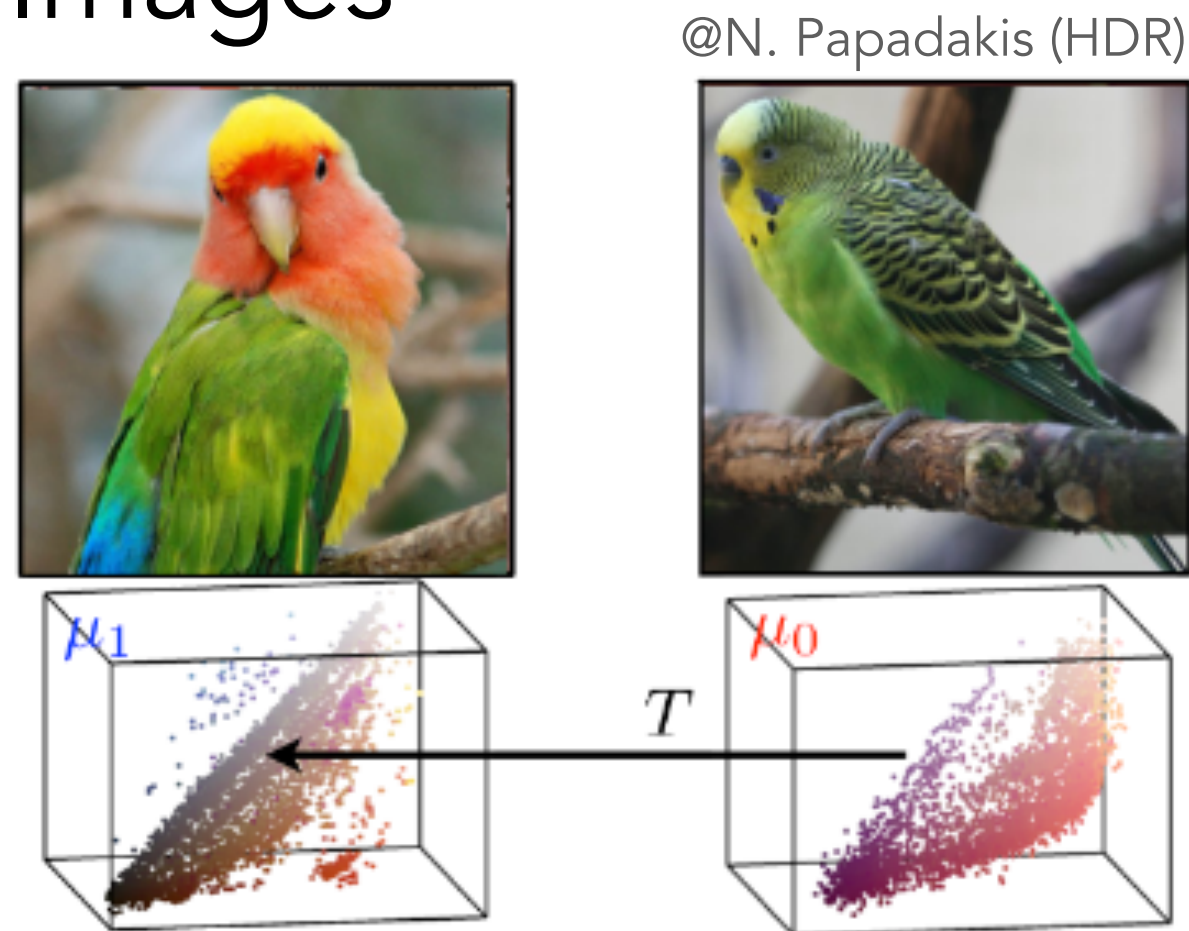 Images
@N. Papadakis (HDR)
μ₁
μ₀
T